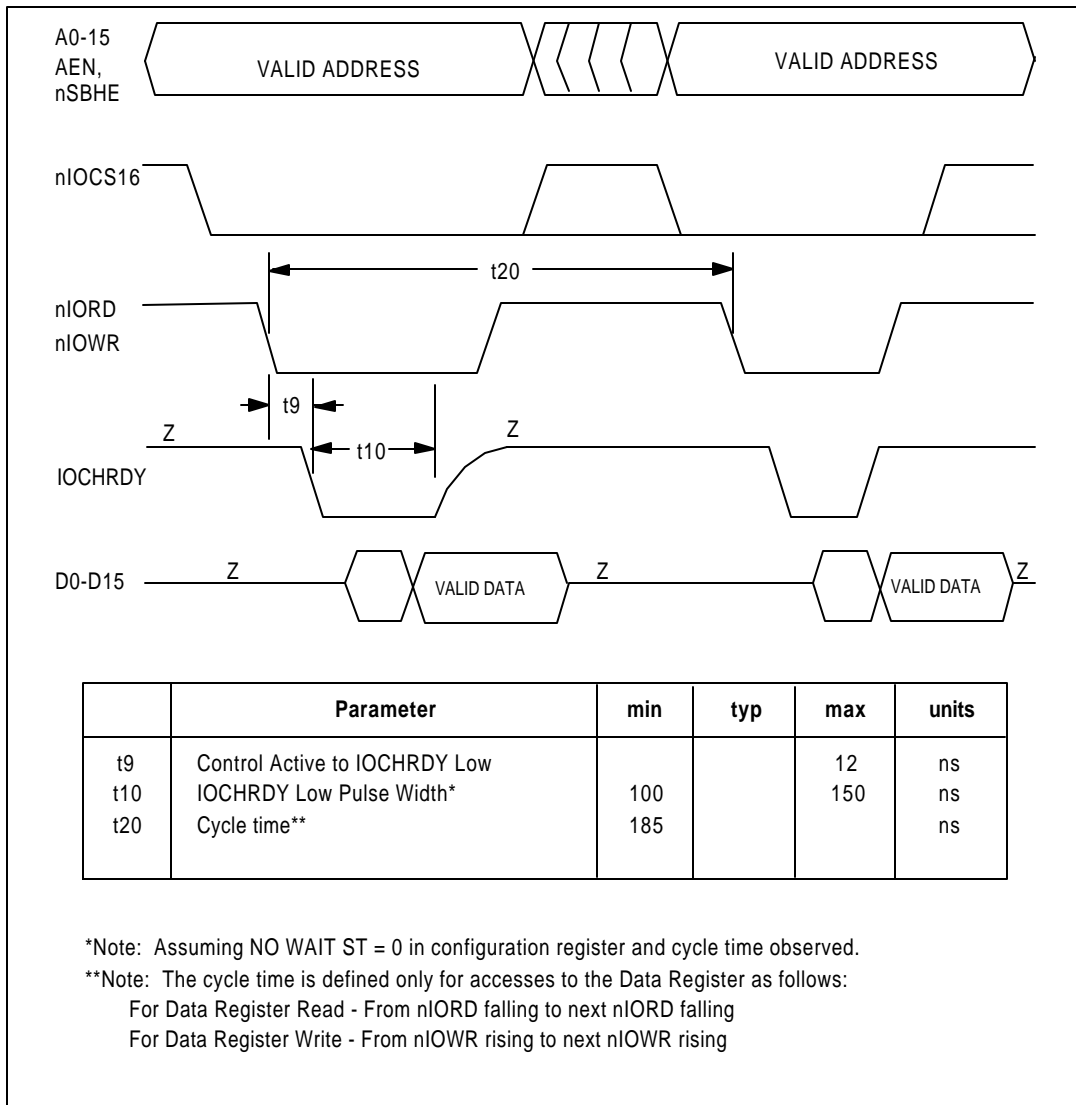 A0-15
AEN,
nSBHE
VALID ADDRESS
VALID ADDRESS
nIOCS16
t20
nIORD
nIOWR
t9
Z
Z
t10
IOCHRDY
D0-D15
Z
VALID DATA
Z
VALID DATA
Z
Parameter min typ max units
t9 Control Active to IOCHRDY Low 12 ns
t10 IOCHRDY Low Pulse Width* 100 150 ns
t20 Cycle time** 185 ns
*Note: Assuming NO WAIT ST = 0 in configuration register and cycle time observed.
**Note: The cycle time is defined only for accesses to the Data Register as follows:
For Data Register Read - From nIORD falling to next nIORD falling
For Data Register Write - From nIOWR rising to next nIOWR rising